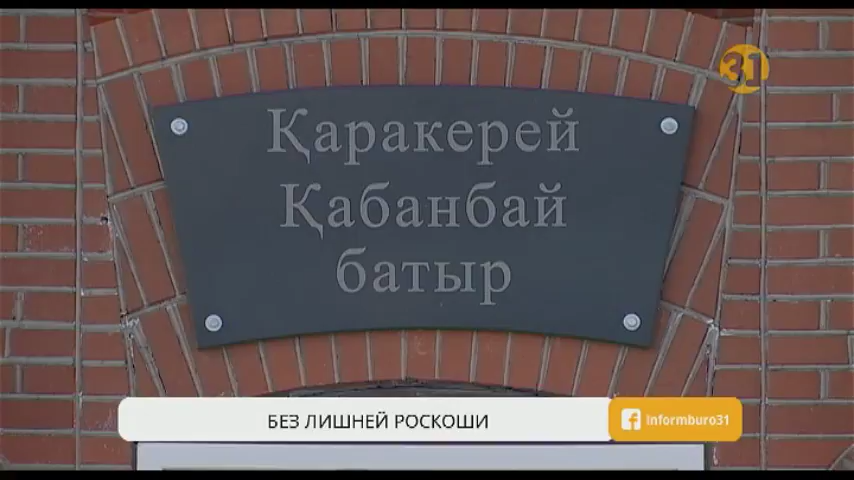 31
Қаракерей
Қабанбай
батыр
БЕЗ ЛИШНЕЙ РОСКОШИ
informburo31